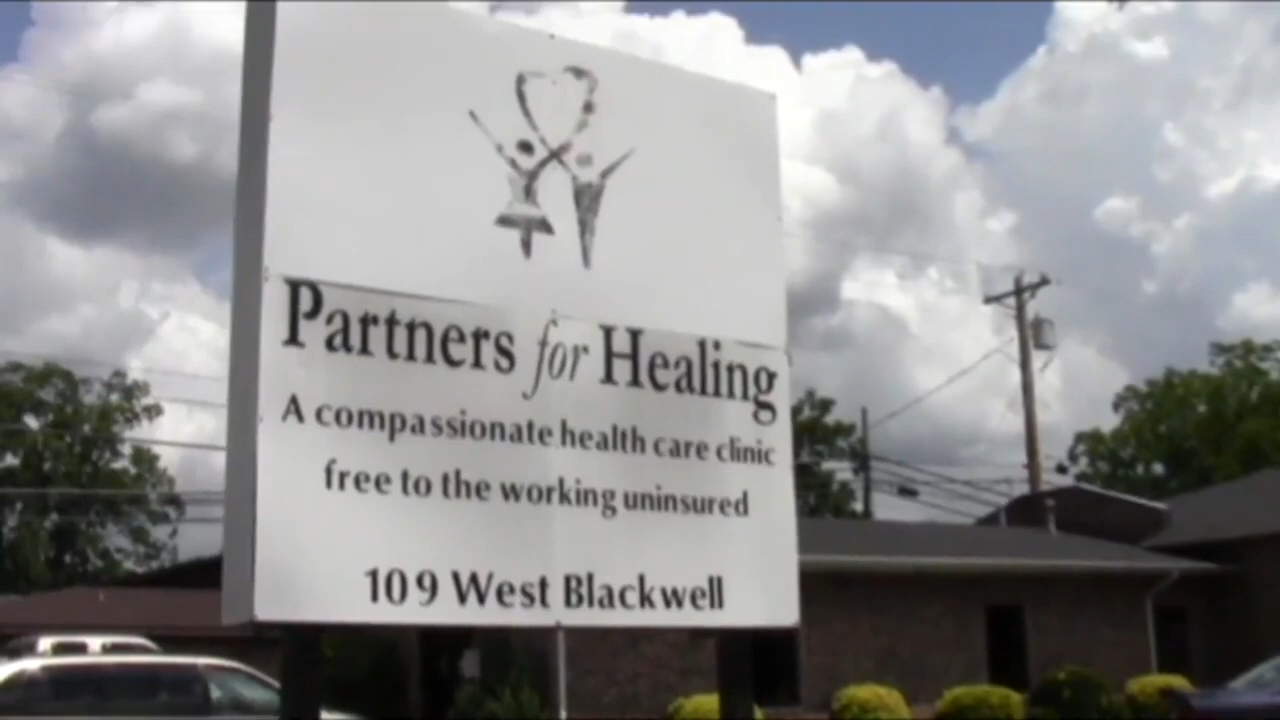 Partners for Healing
A compassionate health care clinic
free to the working uninsured
109 West Blackwell